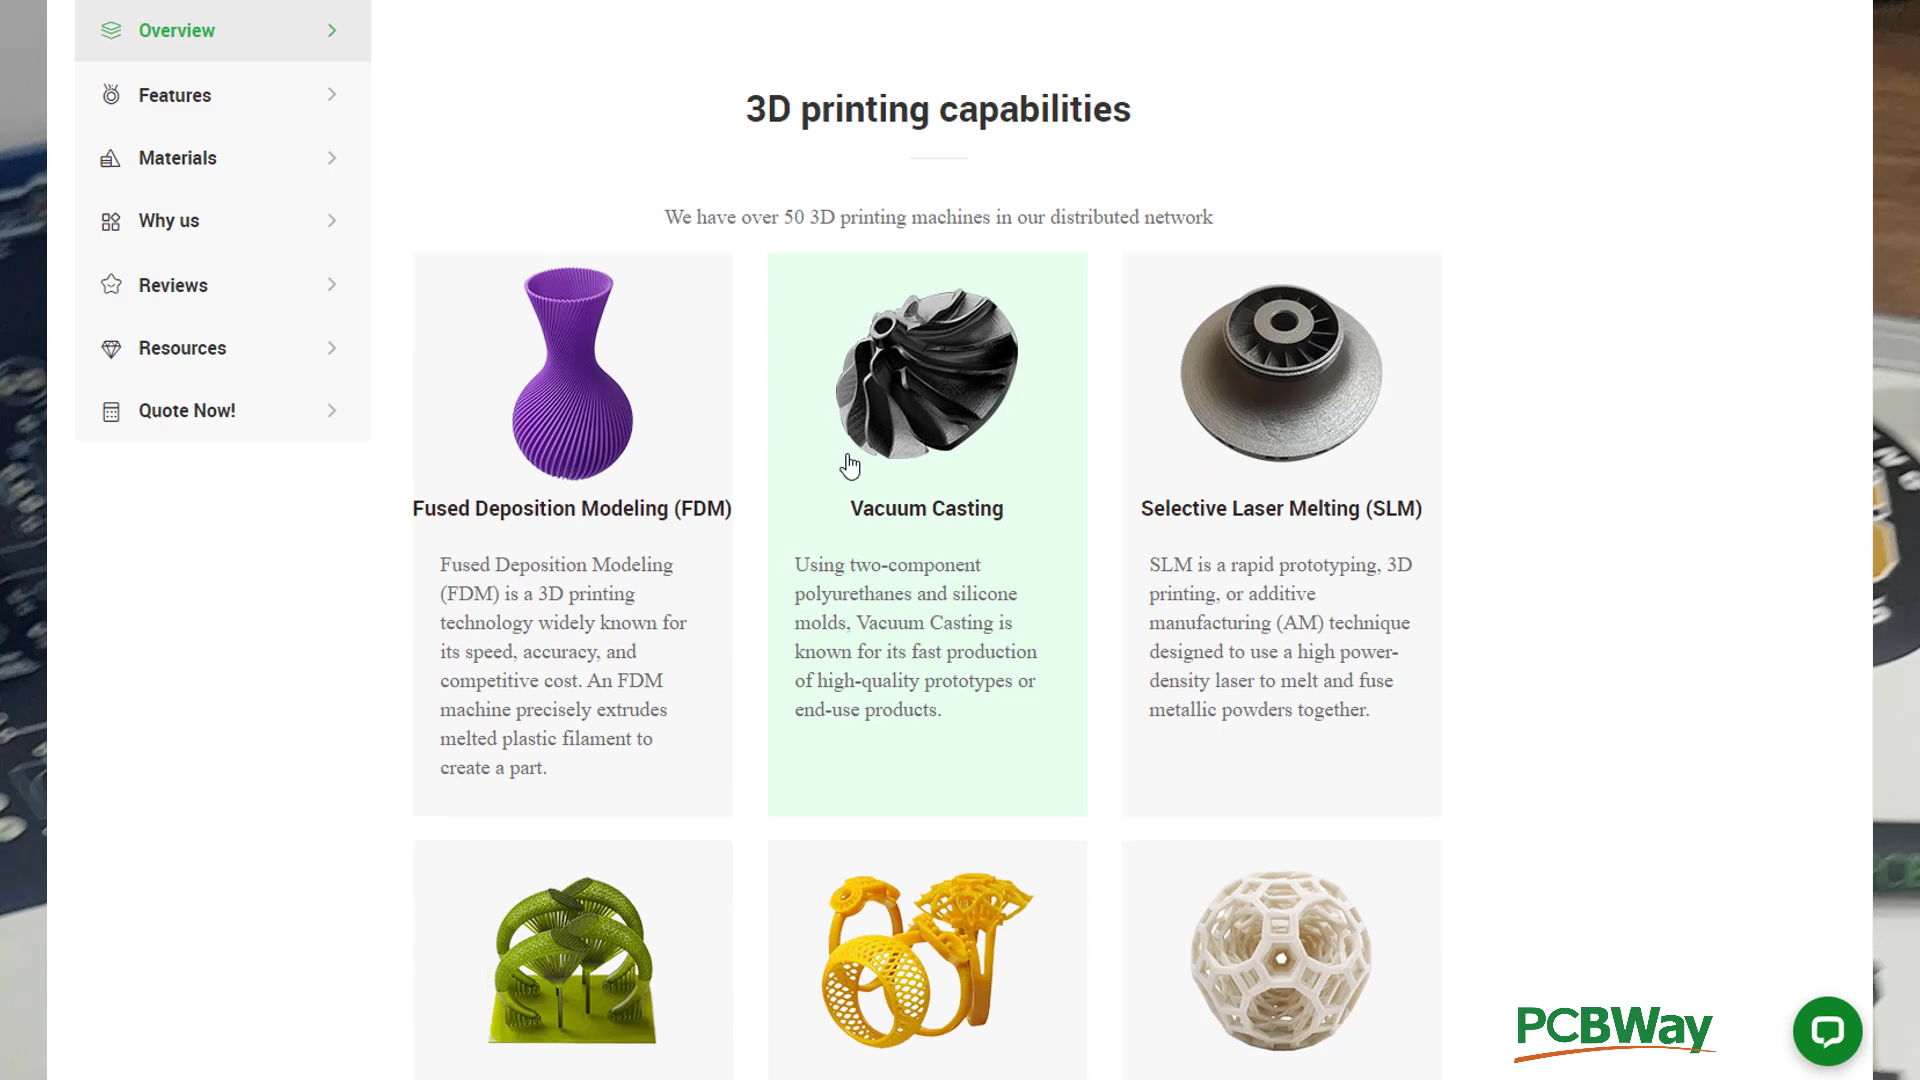 Overview
Features
Materials
Why us
Reviews
Resources
Quote Now!
3D printing capabilities
We have over 50 3D printing machines in our distributed network
Fused Deposition Modeling (FDM)
Fused Deposition Modeling
(FDM) is a 3D printing
technology widely known for
its speed, accuracy, and
competitive cost. An FDM
machine precisely extrudes
melted plastic filament to
create a part.
Vacuum Casting
Using two-component
polyurethanes and silicone
molds, Vacuum Casting is
known for its fast production
of high-quality prototypes or
end-use products.
Selective Laser Melting (SLM)
SLM is a rapid prototyping, 3D
printing, or additive
manufacturing (AM) technique
designed to use a high power-
density laser to melt and fuse
metallic powders together.
PCBWay